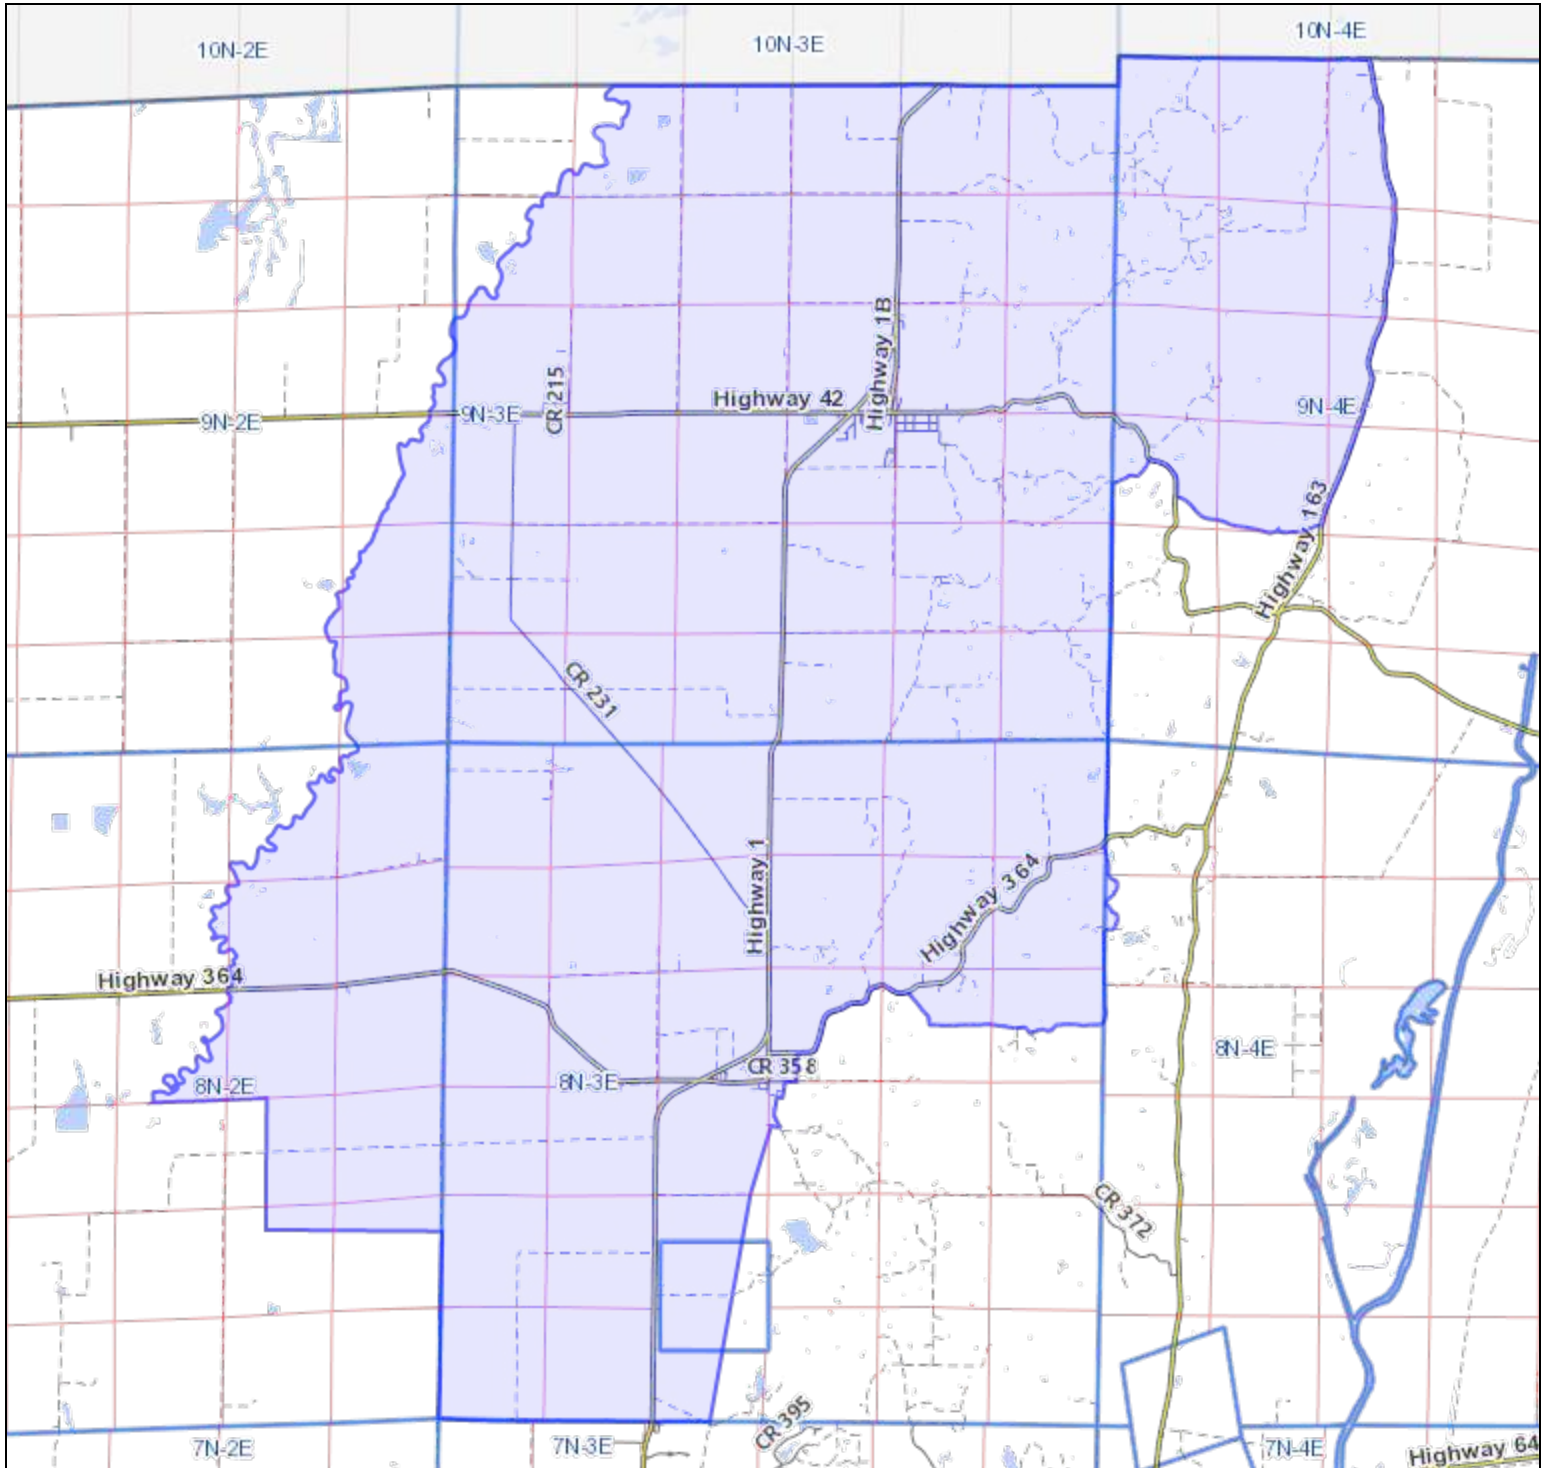 10N-2E
10N-3E
10N-4E
Highway 1B
CR 215
Highway 42
9N-2E
9N-3E
9N-4E
Highway 163
CR 231
Highway 1
Highway 364
Highway 364
8N-4E
CR 358
8N-3E
8N-2E
CR 372
CR 395
7N-2E
7N-3E
7N-4E
Highway 64